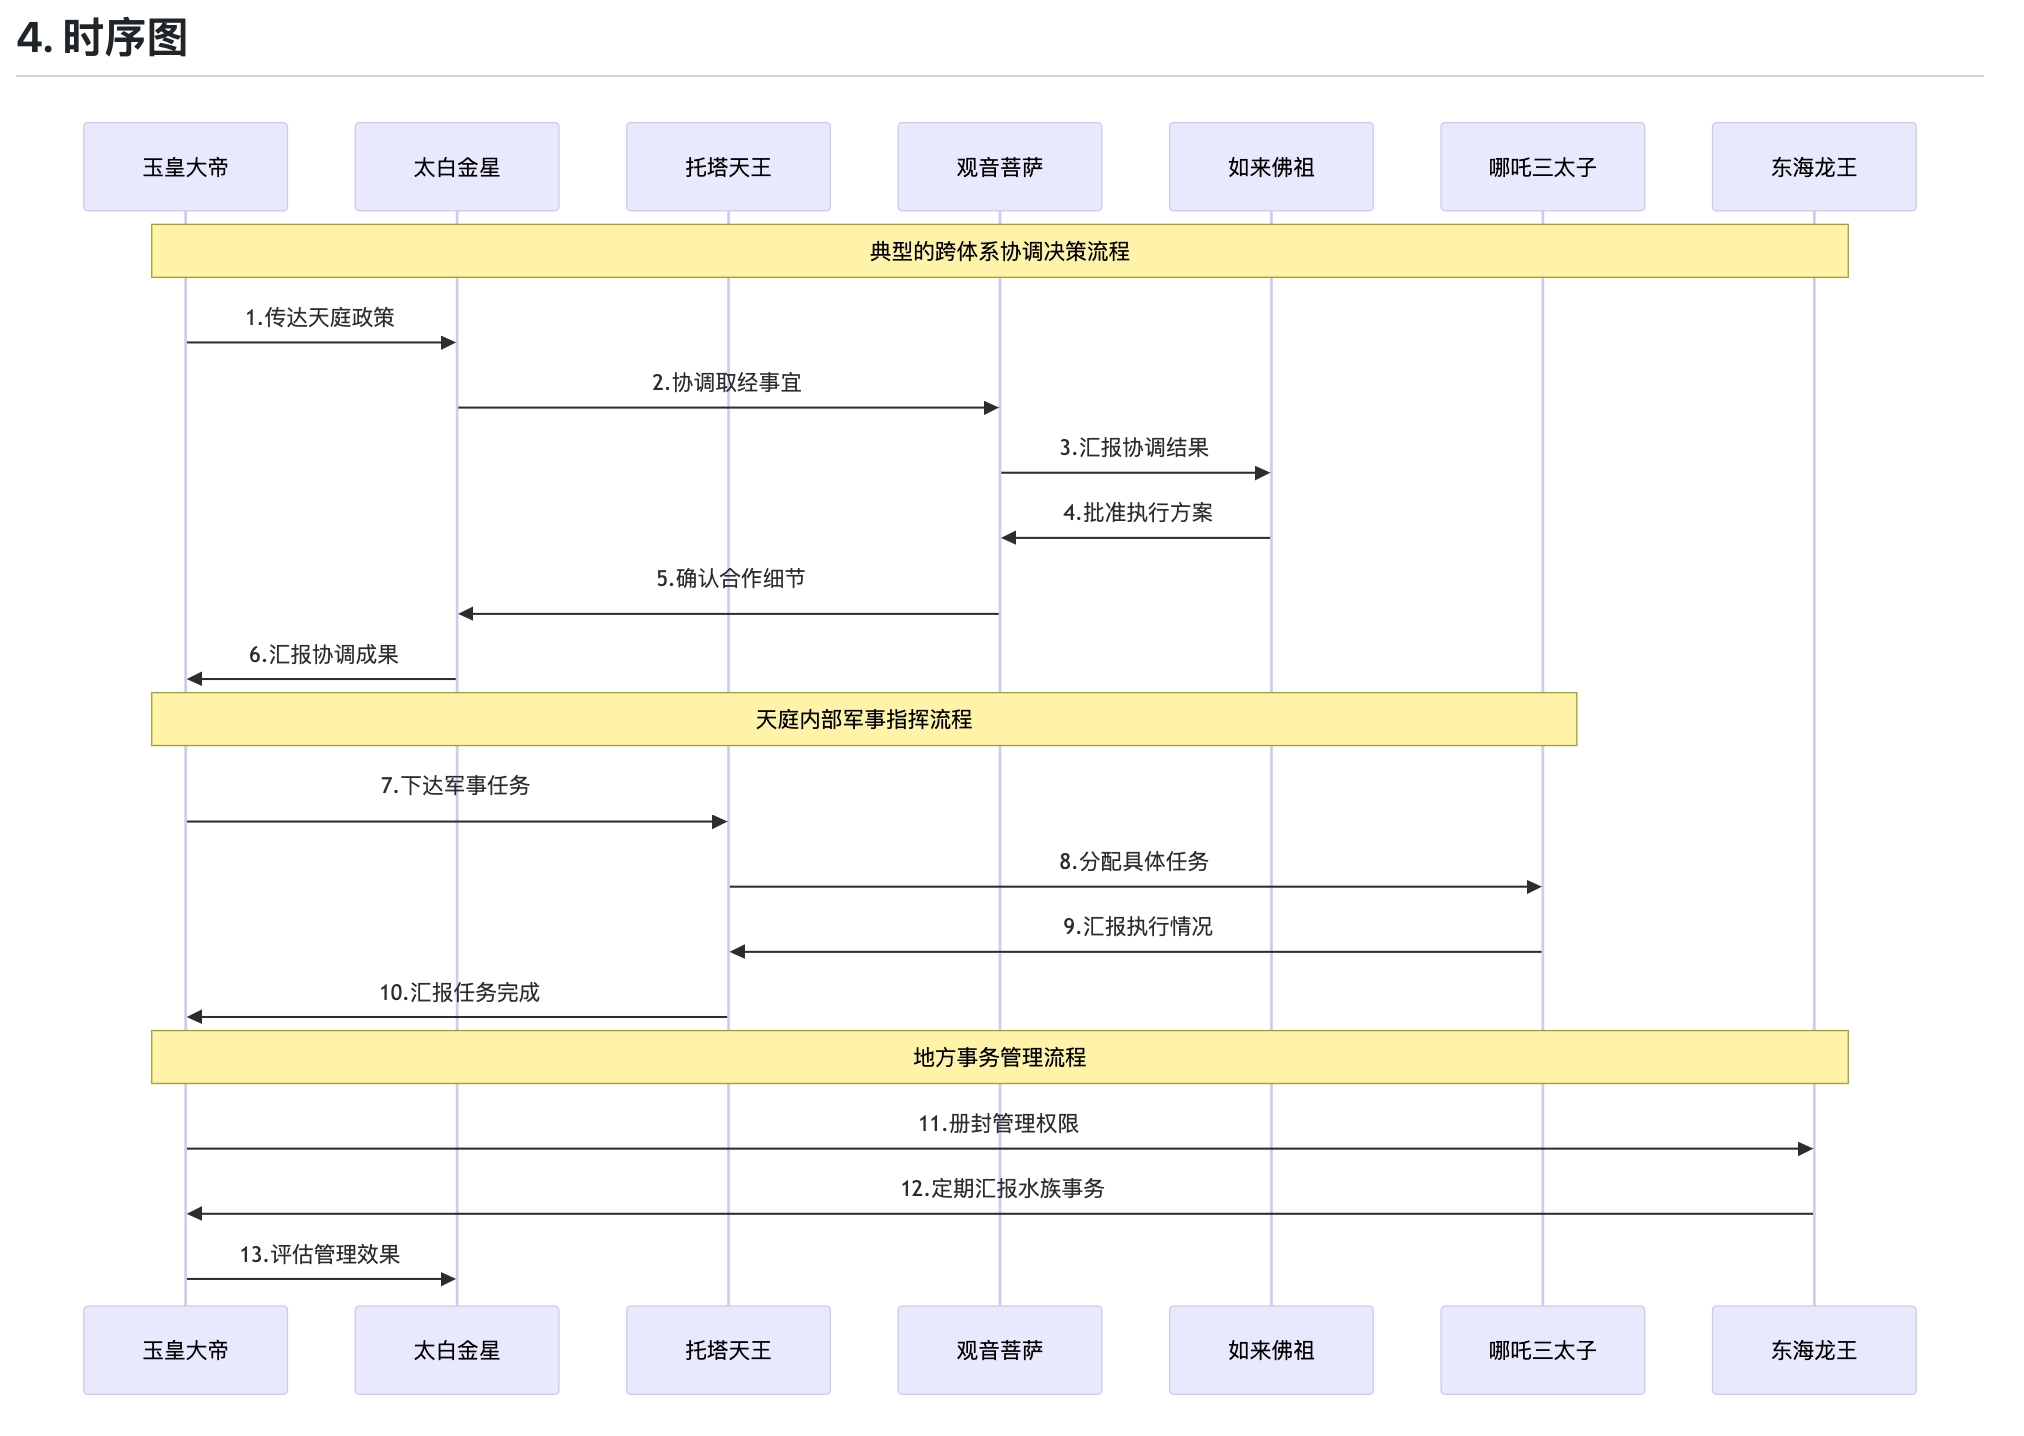 4. 时序图
玉皇大帝
太白金星
托塔天王
观音菩萨
如来佛祖
哪吒三太子
东海龙王
典型的跨体系协调决策流程
1.传达天庭政策
2.协调取经事宜
3.汇报协调结果
4.批准执行方案
5.确认合作细节
6.汇报协调成果
天庭内部军事指挥流程
7.下达军事任务
8.分配具体任务
9.汇报执行情况
10.汇报任务完成
地方事务管理流程
11.册封管理权限
12.定期汇报水族事务
13.评估管理效果
玉皇大帝
太白金星
托塔天王
观音菩萨
如来佛祖
哪吒三太子
东海龙王